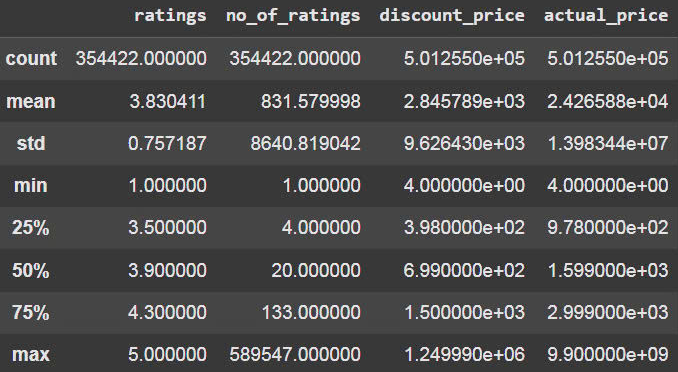 ratings no_of_ratings discount_price actual_price
count 354422.000000 354422.000000 5.012550e+05 5.012550e+05
mean 3.830411 831.579998 2.845789e+03 2.426588e+04
std 0.757187 8640.819042 9.626430e+03 1.398344e+07
min 1.000000 1.000000 4.000000e+00 4.000000e+00
25% 3.500000 4.000000 3.980000e+02 9.780000e+02
50% 3.900000 20.000000 6.990000e+02 1.599000e+03
75% 4.300000 133.000000 1.500000e+03 2.999000e+03
max 5.000000 589547.000000 1.249990e+06 9.900000e+09